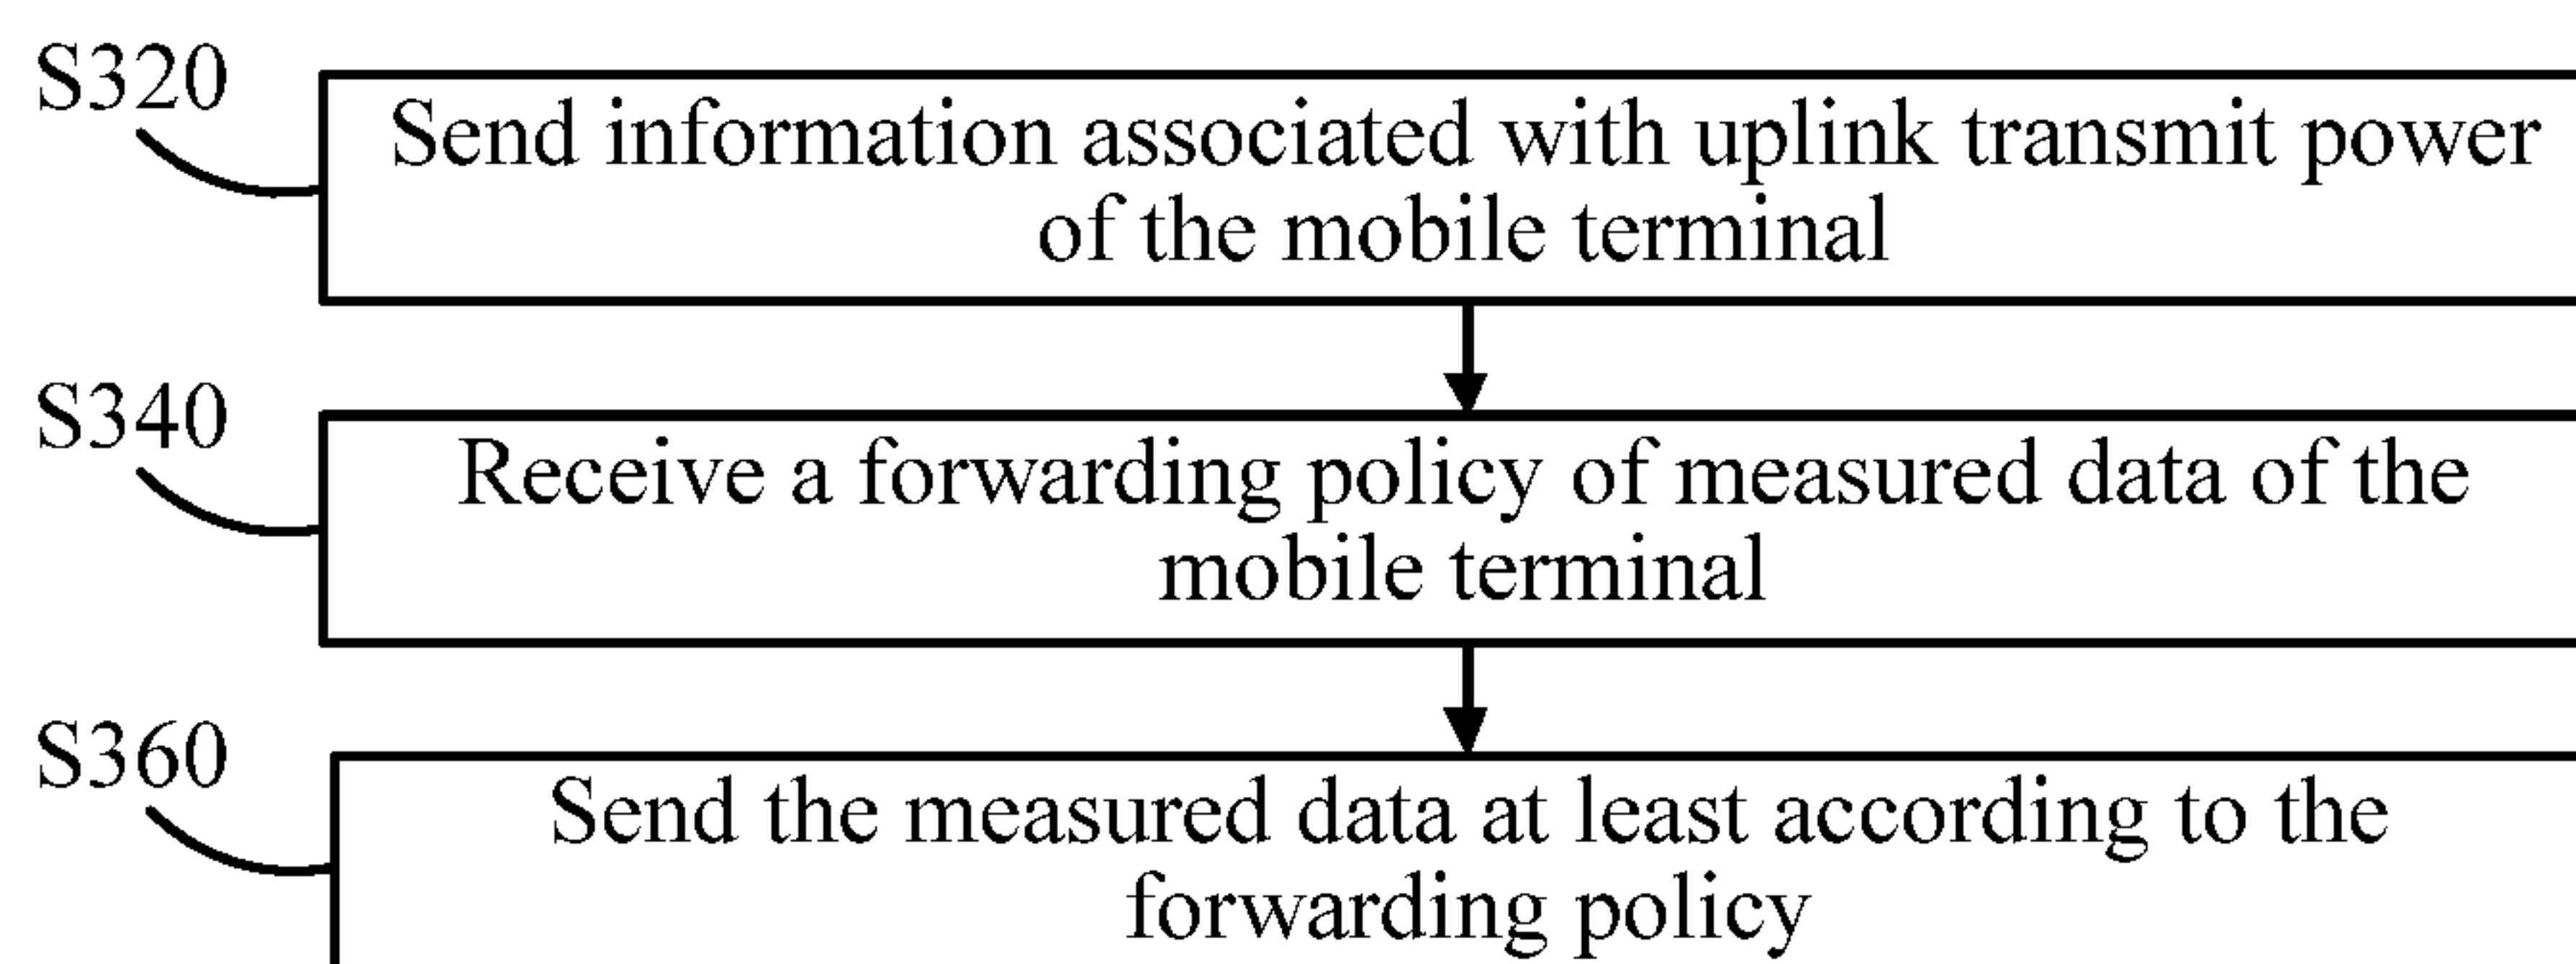 S320
Send information associated with uplink transmit power
of the mobile terminal
S340
Receive a forwarding policy of measured data of the
mobile terminal
S360
Send the measured data at least according to the
forwarding policy